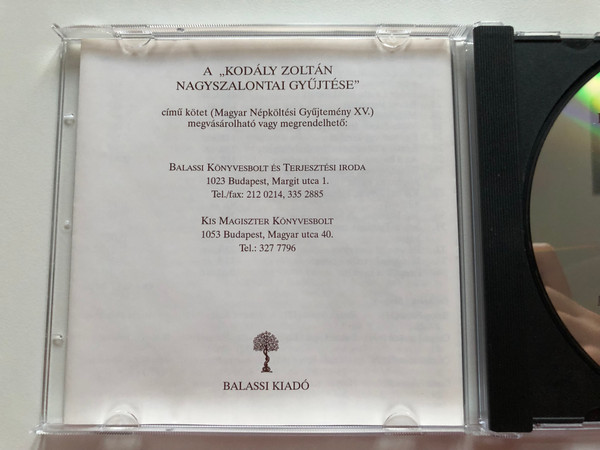 A „KODÁLY ZOLTÁN
NAGYSZALONTAI GYŰJTÉSE”
című kötet (Magyar Népköltési Gyűjtemény XV.)
megvásárolható vagy megrendelhető:
BALASSI KÖNYVESBOLT ÉS TERJESZTÉSI IRODA
1023 Budapest, Margit utca 1.
Tel./fax: 212 0214, 335 2885
KIS MAGISZTER KÖNYVESBOLT
1053 Budapest, Magyar utca 40.
Tel.: 327 7796
BALASSI KIADÓ